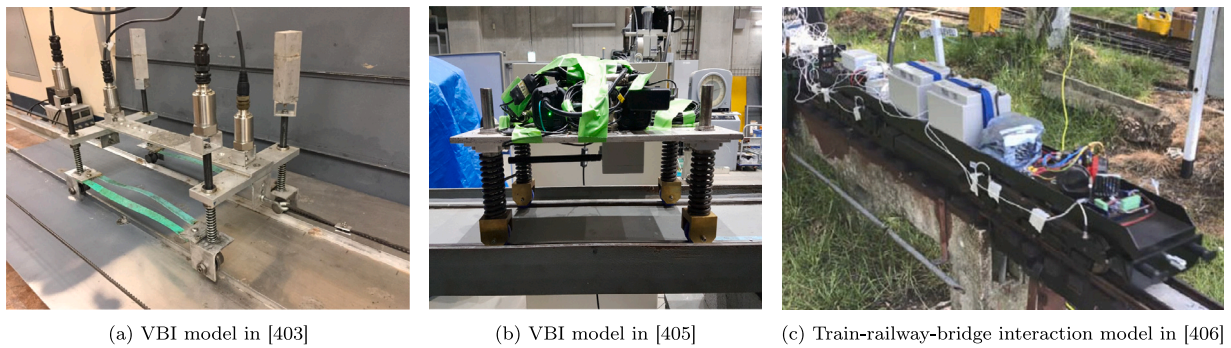 (a) VBI model in [403]
(b) VBI model in [405]
(c) Train-railway-bridge interaction model in [406]